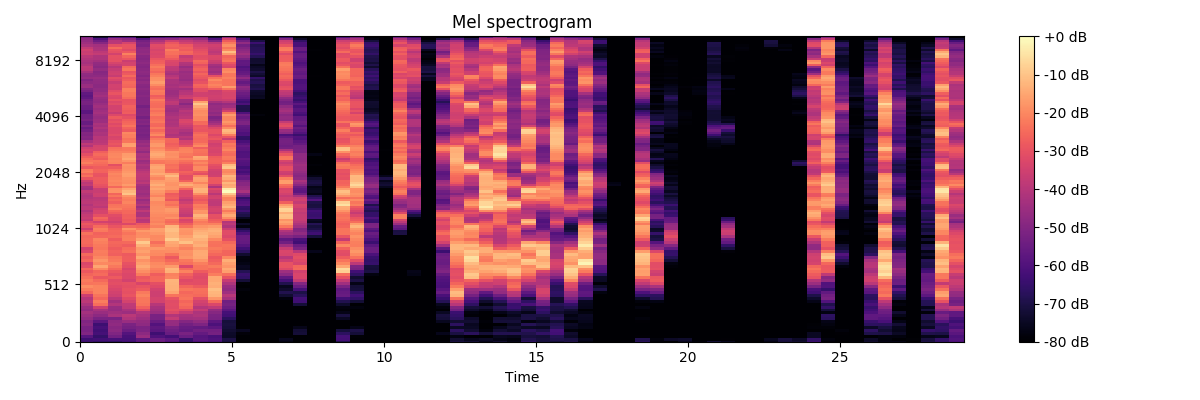 Mel spectrogram
Hz
8192
4096
2048
1024
512
0
0 5 10 15 20 25
Time
+0 dB
-10 dB
-20 dB
-30 dB
-40 dB
-50 dB
-60 dB
-70 dB
-80 dB